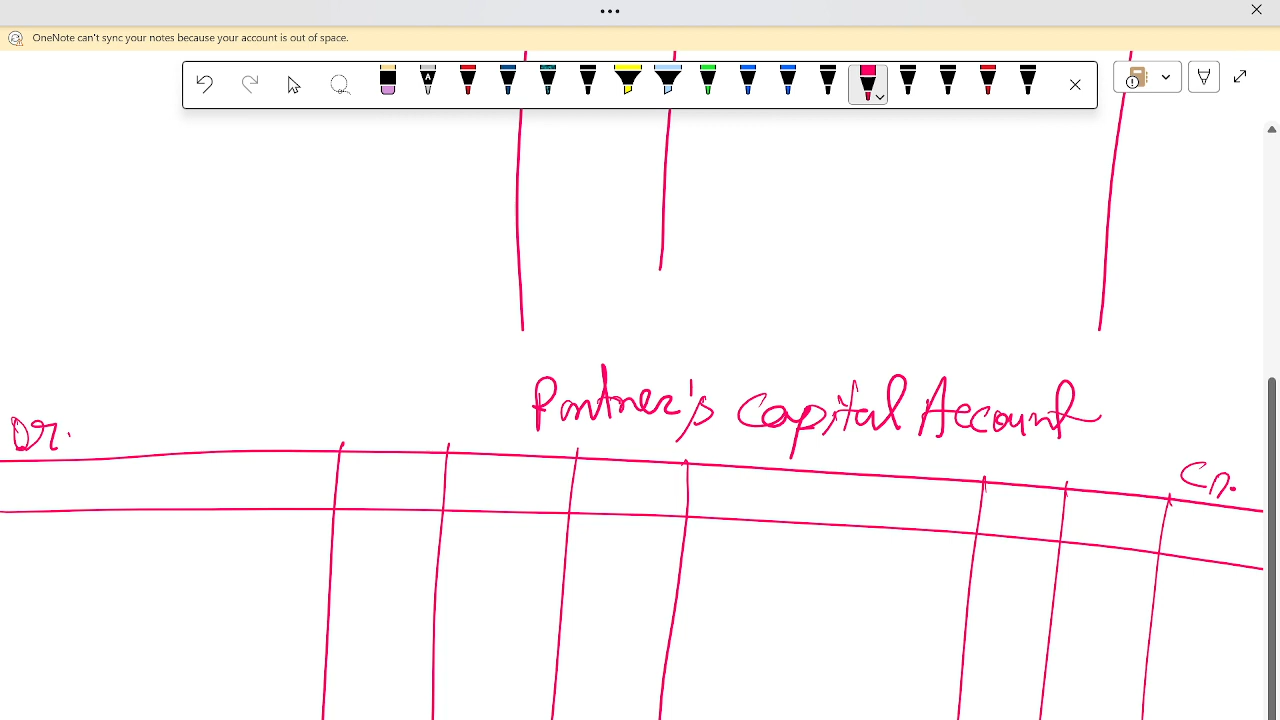 OneNote can't sync your notes because your account is out of space.
A
Partner's Capital Account
Dr.
Cr.